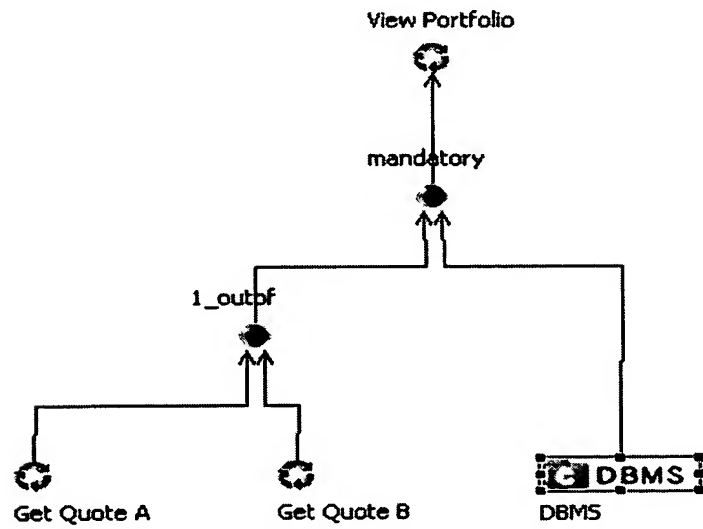 View Portfolio
mandatory
1_outof
DBMS
Get Quote A
Get Quote B
DBMS